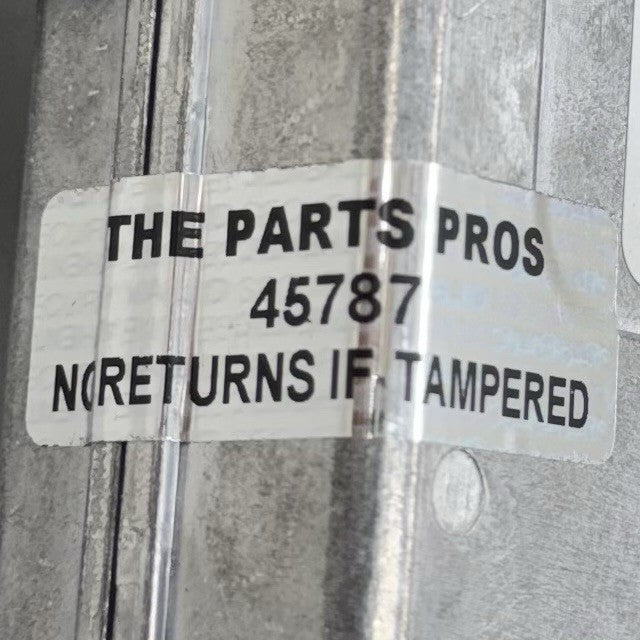 THE PARTS PROS
45787
NO RETURNS IF TAMPERED